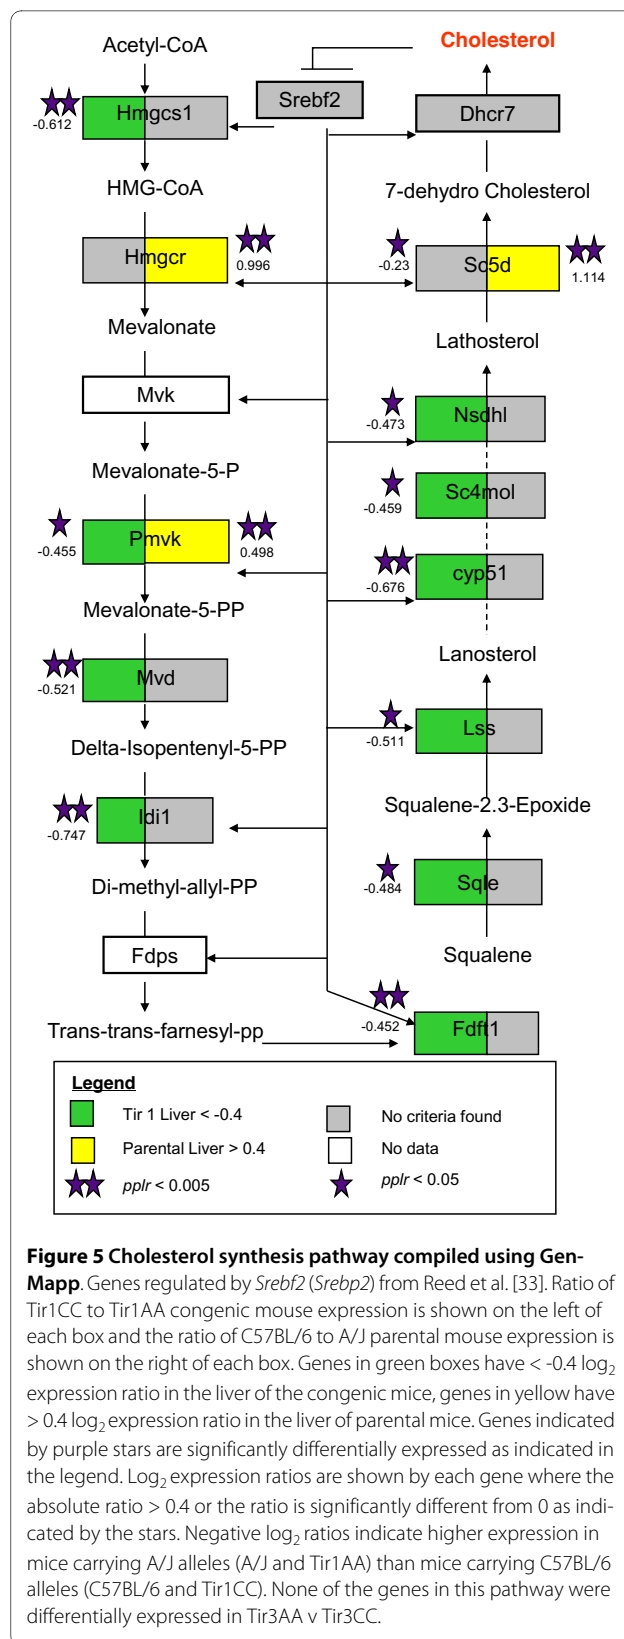 Acetyl-CoA
Cholesterol
Srebf2
Hmgcs1
-0.612
Dhcr7
HMG-CoA
7-dehydro Cholesterol
Hmgcr
0.996
-0.23
Sc5d
1.114
Mevalonate
Lathosterol
Mvk
Nsdhl
-0.473
Mevalonate-5-P
Sc4mol
-0.459
Pmvk
-0.455
0.498
cyp51
-0.676
Mevalonate-5-PP
Lanosterol
Mvd
-0.521
Lss
-0.511
Delta-Isopentenyl-5-PP
Idi1
-0.747
Squalene-2.3-Epoxide
Di-methyl-allyl-PP
Sqle
-0.484
Fdps
Squalene
Trans-trans-farnesyl-pp
-0.452
Fdft1
Legend
Tir 1 Liver < -0.4
No criteria found
Parental Liver > 0.4
No data
pplr < 0.005
pplr < 0.05
Figure 5 Cholesterol synthesis pathway compiled using Gen-
Mapp. Genes regulated by Srebf2 (Srebp2) from Reed et al. [33]. Ratio of
Tir1CC to Tir1AA congenic mouse expression is shown on the left of
each box and the ratio of C57BL/6 to A/J parental mouse expression is
shown on the right of each box. Genes in green boxes have < -0.4 log2
expression ratio in the liver of the congenic mice, genes in yellow have
> 0.4 log2 expression ratio in the liver of parental mice. Genes indicated
by purple stars are significantly differentially expressed as indicated in
the legend. Log2 expression ratios are shown by each gene where the
absolute ratio > 0.4 or the ratio is significantly different from 0 as indi-
cated by the stars. Negative log2 ratios indicate higher expression in
mice carrying A/J alleles (A/J and Tir1AA) than mice carrying C57BL/6
alleles (C57BL/6 and Tir1CC). None of the genes in this pathway were
differentially expressed in Tir3AA v Tir3CC.